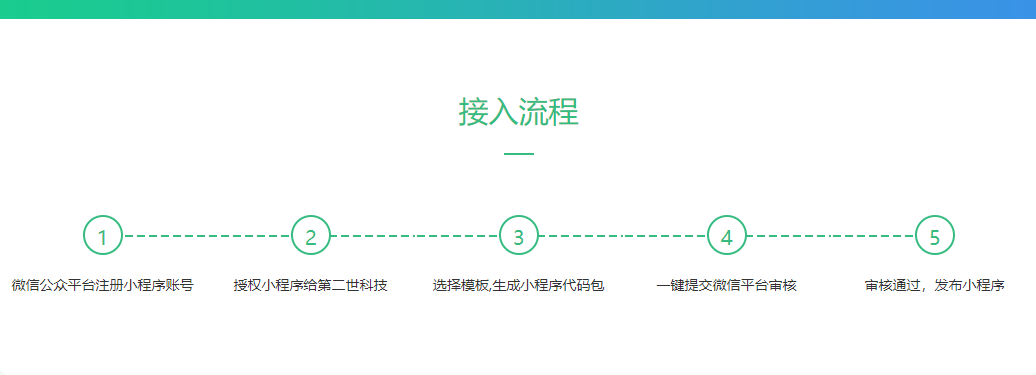 接入流程
1 2 3 4 5
微信公众平台注册小程序账号 授权小程序给第二世科技 选择模板,生成小程序代码包 一键提交微信平台审核 审核通过，发布小程序